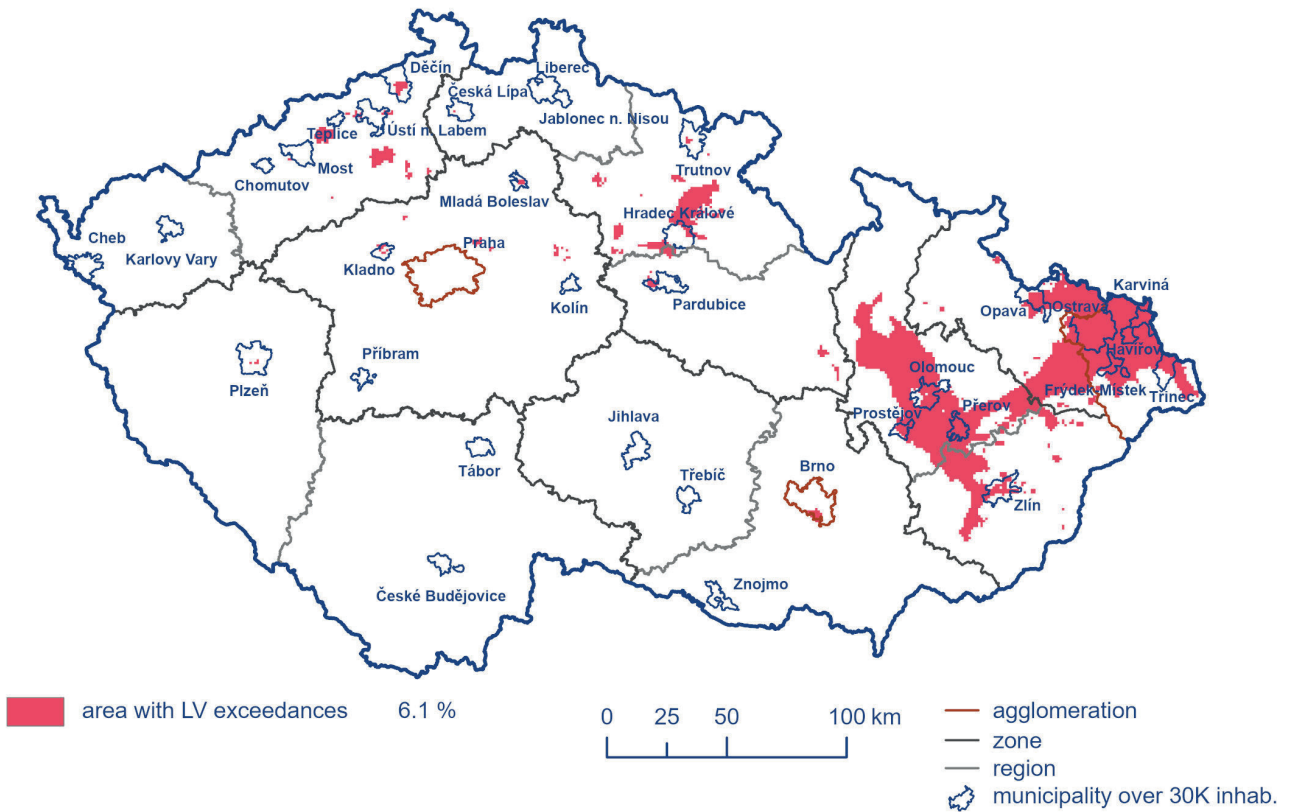 Děčín
Liberec
Česká Lípa
Jablonec n. Nisou
Teplice
Ústí n. Labem
Trutnov
Most
Chomutov
Mladá Boleslav
Hradec Králové
Cheb
Karlovy Vary
Praha
Kladno
Kolín
Pardubice
Karviná
Opava
Ostrava
Havířov
Plzeň
Příbram
Olomouc
Frýdek-Místek
Třinec
Prostějov
Přerov
Jihlava
Tábor
Třebíč
Brno
Zlín
České Budějovice
Znojmo
area with LV exceedances 6.1 %
0 25 50 100 km
agglomeration
zone
region
municipality over 30K inhab.